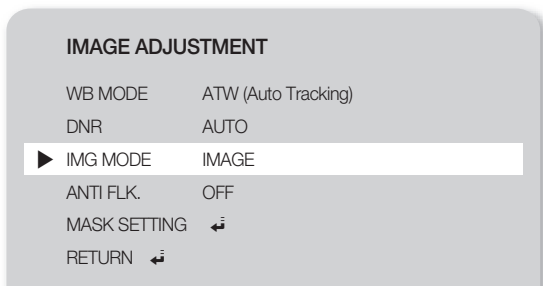 IMAGE ADJUSTMENT
WB MODE ATW (Auto Tracking)
DNR AUTO
IMG MODE IMAGE
ANTI FLK. OFF
MASK SETTING
RETURN